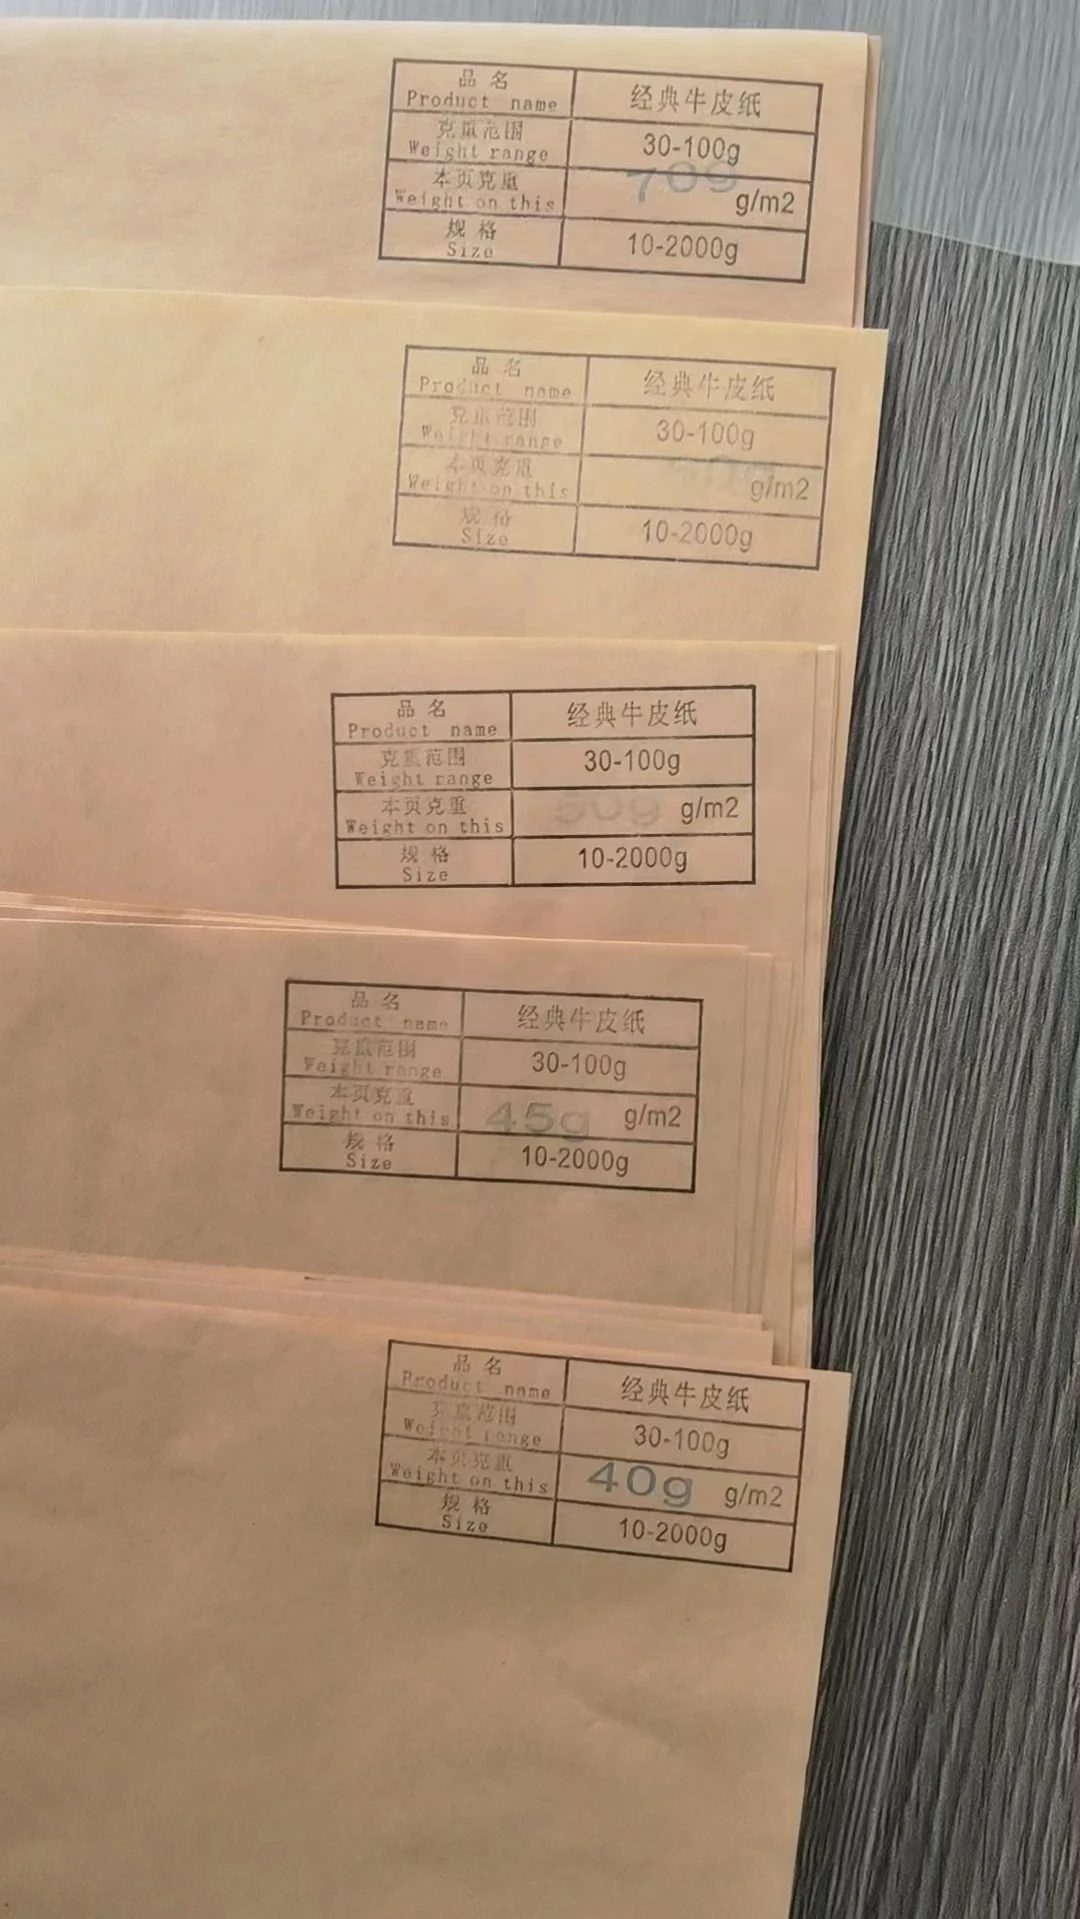 品 名
Product name
经典牛皮纸
克重范围
Weight range
30-100g
本页克重
Weight on this
70g
g/m2
规 格
Size
10-2000g
品 名
Product name
经典牛皮纸
克重范围
Weight range
30-100g
本页克重
Weight on this
g/m2
规 格
Size
10-2000g
品 名
Product name
经典牛皮纸
克重范围
Weight range
30-100g
本页克重
Weight on this
50g g/m2
规 格
Size
10-2000g
品 名
Product name
经典牛皮纸
克重范围
Weight range
30-100g
本页克重
Weight on this
45g g/m2
规 格
Size
10-2000g
品 名
Product name
经典牛皮纸
克重范围
Weight range
30-100g
本页克重
Weight on this
40g g/m2
规 格
Size
10-2000g